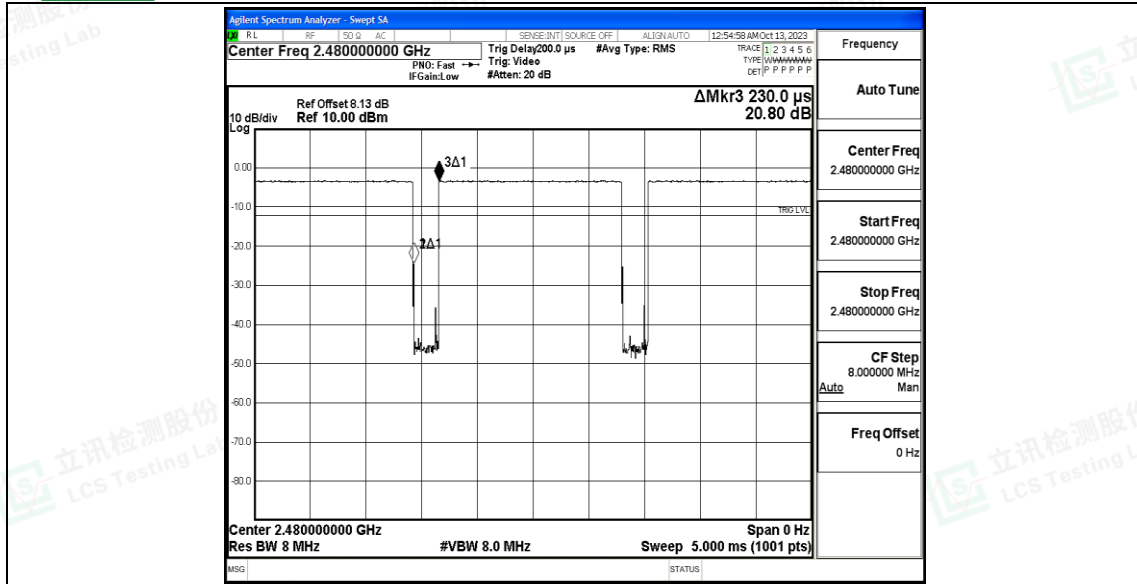 Agilent Spectrum Analyzer - Swept SA
LXI RL RF 50 Ω AC SENSE:INT SOURCE OFF ALIGN AUTO 12:54:58 AM Oct 13, 2023
Center Freq 2.480000000 GHz
PNO: Fast
IFGain:Low
Trig Delay200.0 µs #Avg Type: RMS
Trig: Video
#Atten: 20 dB
TRACE 1 2 3 4 5 6
TYPE WWWWWW
DET P P P P P P
Frequency
ΔMkr3 230.0 µs
20.80 dB
Ref Offset 8.13 dB
10 dB/div Ref 10.00 dBm
Log
0.00
-10.0
-20.0
-30.0
-40.0
-50.0
-60.0
-70.0
-80.0
3Δ1
TRIG LVL
Center 2.480000000 GHz Span 0 Hz
Res BW 8 MHz #VBW 8.0 MHz Sweep 5.000 ms (1001 pts)
MSG STATUS
Auto Tune
Center Freq
2.480000000 GHz
Start Freq
2.480000000 GHz
Stop Freq
2.480000000 GHz
CF Step
8.000000 MHz
Auto Man
Freq Offset
0 Hz
立讯检测股份
LCS Testing Lab
立讯检测股份